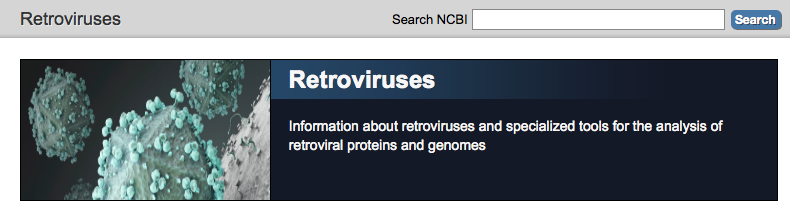 Retroviruses
Search NCBI
Search
Retroviruses
Information about retroviruses and specialized tools for the analysis of
retroviral proteins and genomes